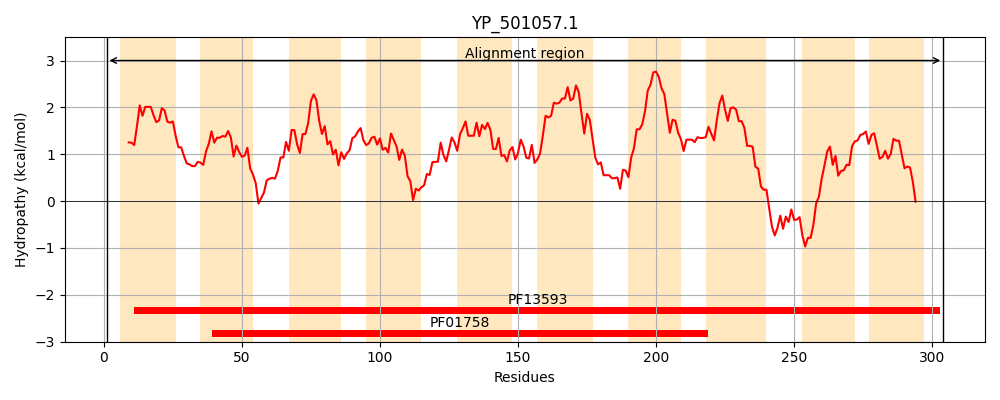 YP_501057.1
Alignment region
3
2
1
0
−1
−2
−3
Hydropathy (kcal/mol)
PF13593
PF01758
0 50 100 150 200 250 300
Residues